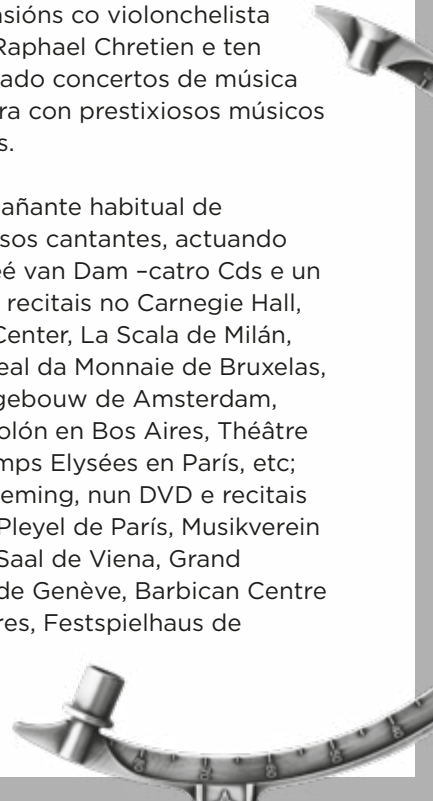 sións co violonchelista
Raphael Chretien e ten
ado concertos de música
ra con prestixiosos músicos
s.
añante habitual de
sos cantantes, actuando
é van Dam –catro Cds e un
recitais no Carnegie Hall,
Center, La Scala de Milán,
eal da Monnaie de Bruxelas,
gebouw de Amsterdam,
olón en Bos Aires, Théâtre
mps Elysées en París, etc;
eming, nun DVD e recitais
Pleyel de París, Musikverein
Saal de Viena, Grand
de Genève, Barbican Centre
res, Festspielhaus de